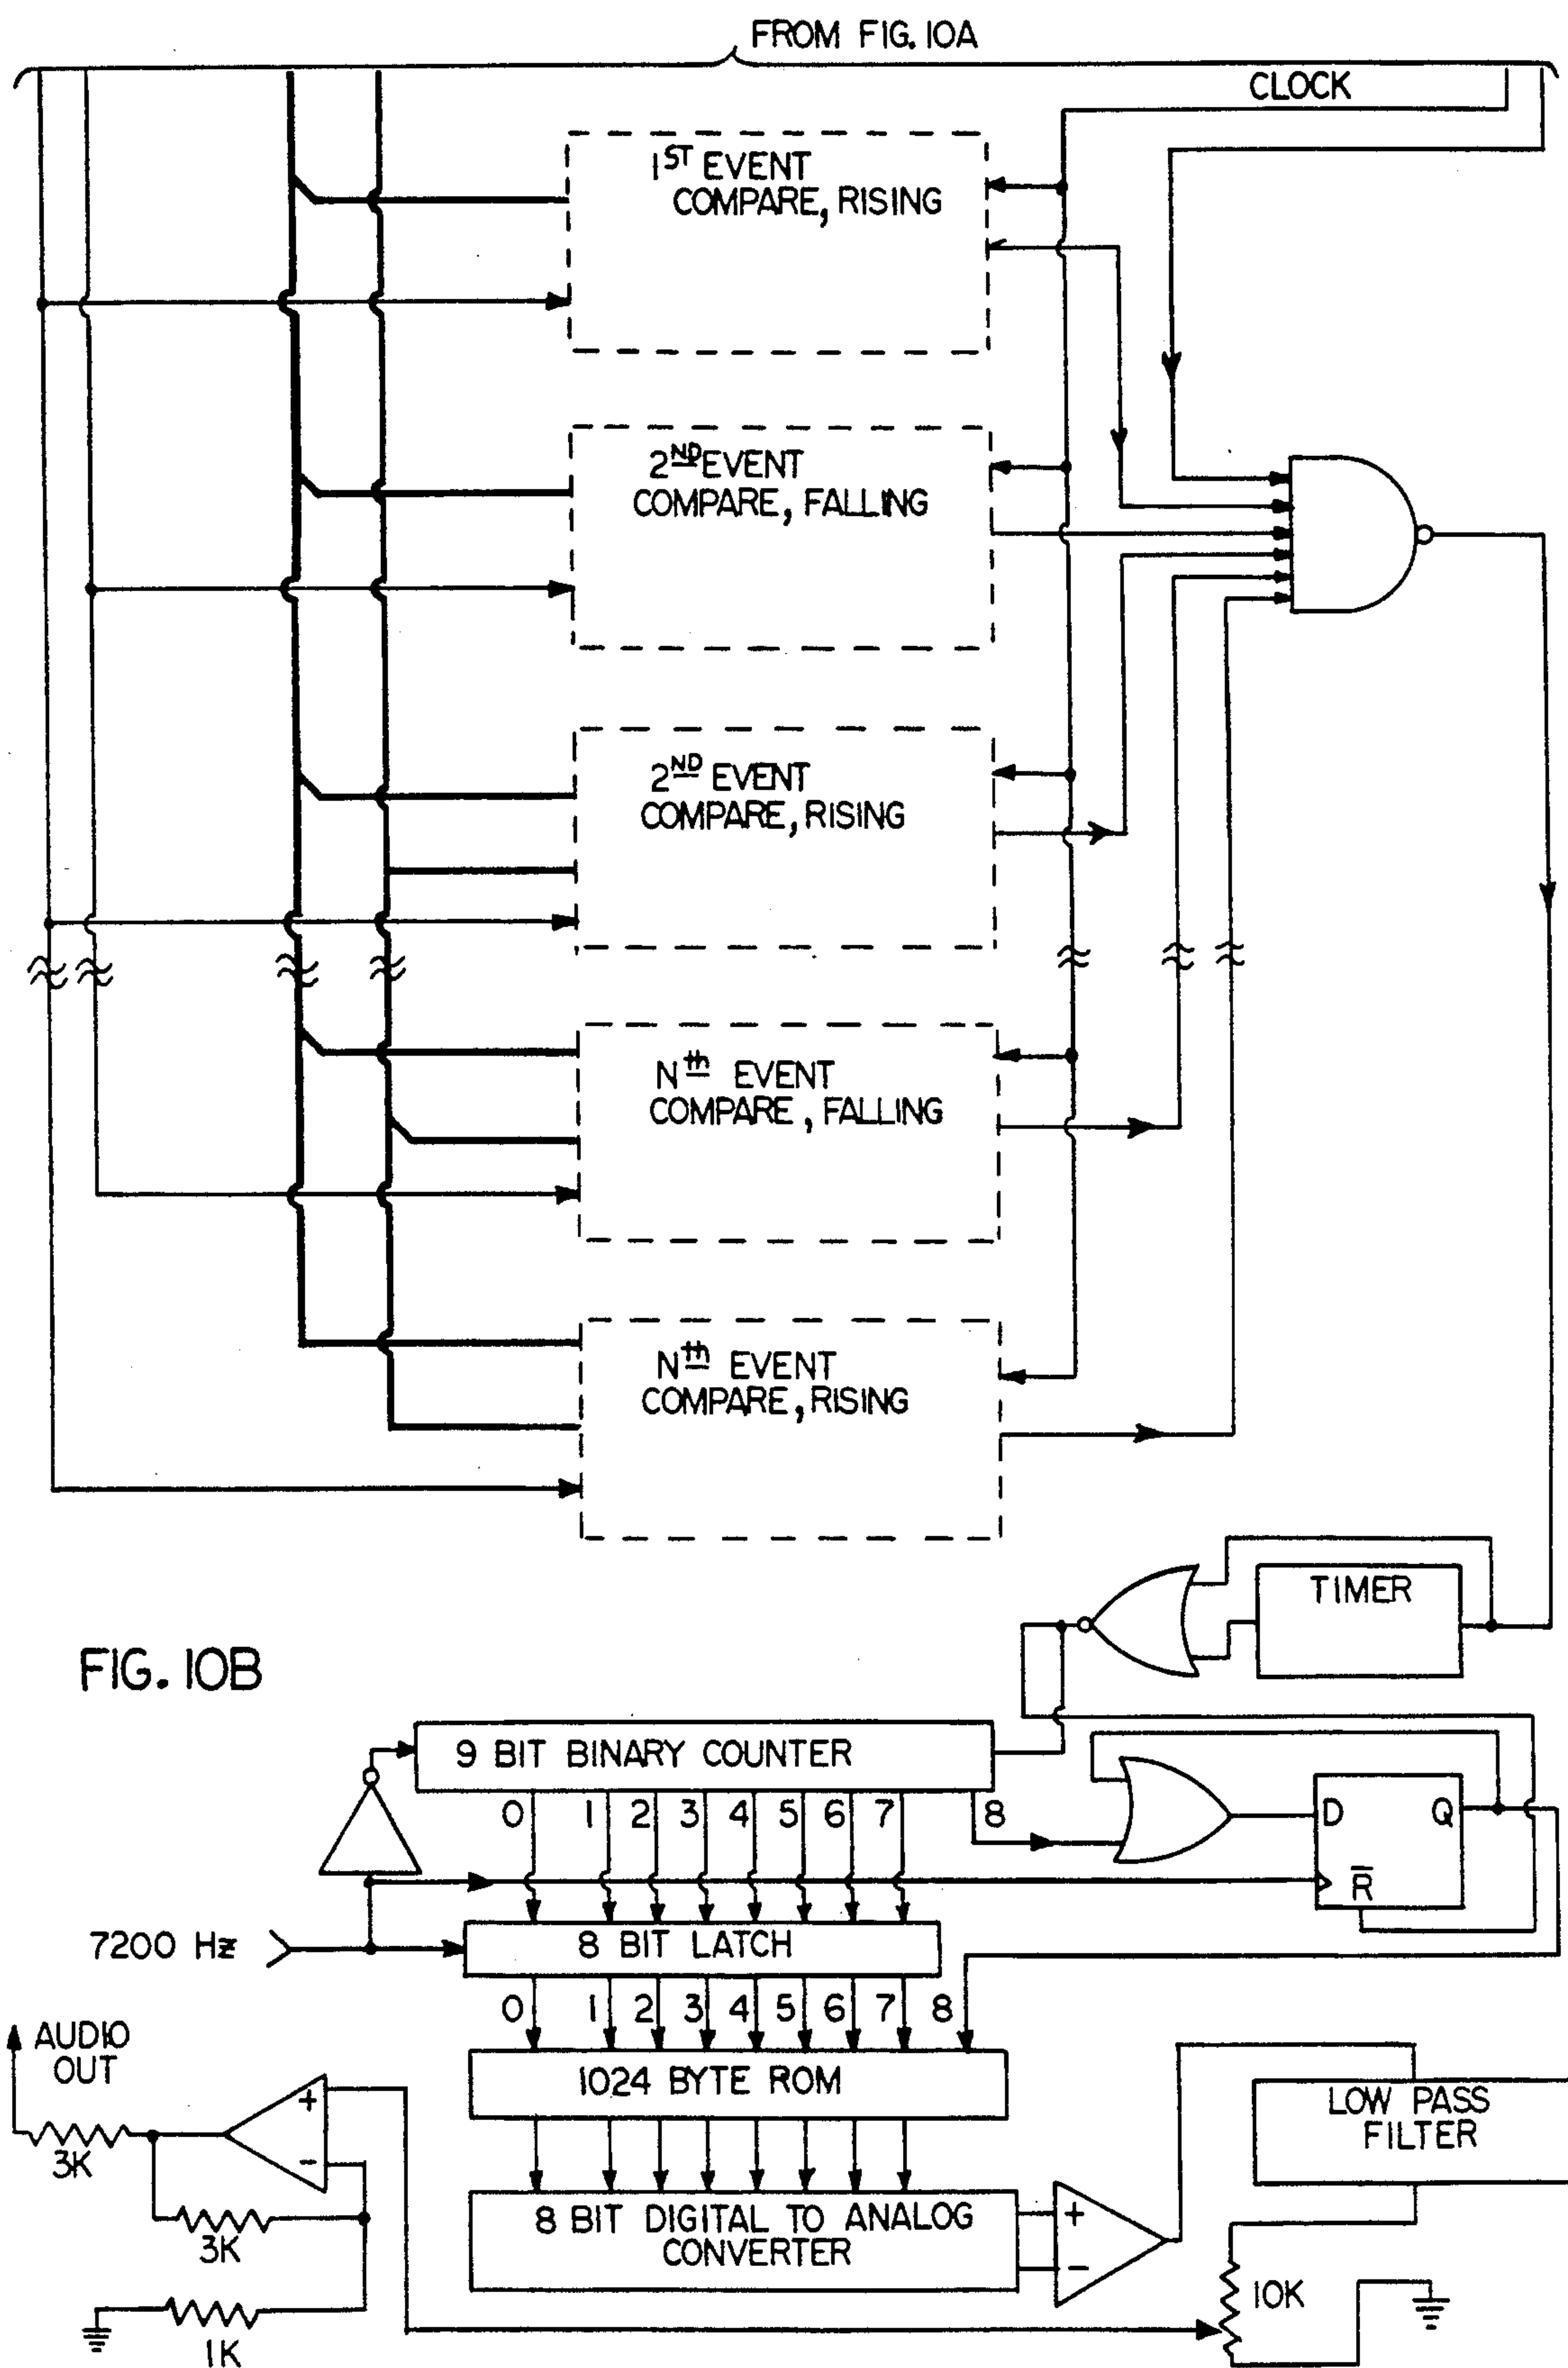 FROM FIG. 10A
CLOCK
1ST EVENT
COMPARE, RISING
2ND EVENT
COMPARE, FALLING
2ND EVENT
COMPARE, RISING
Nth EVENT
COMPARE, FALLING
Nth EVENT
COMPARE, RISING
TIMER
FIG. 10B
9 BIT BINARY COUNTER
0 1 2 3 4 5 6 7 8
D Q
R̅
7200 Hz
8 BIT LATCH
0 1 2 3 4 5 6 7 8
AUDIO
OUT
1024 BYTE ROM
LOW PASS
FILTER
+
-
3K
3K
8 BIT DIGITAL TO ANALOG
CONVERTER
+
-
10K
1K